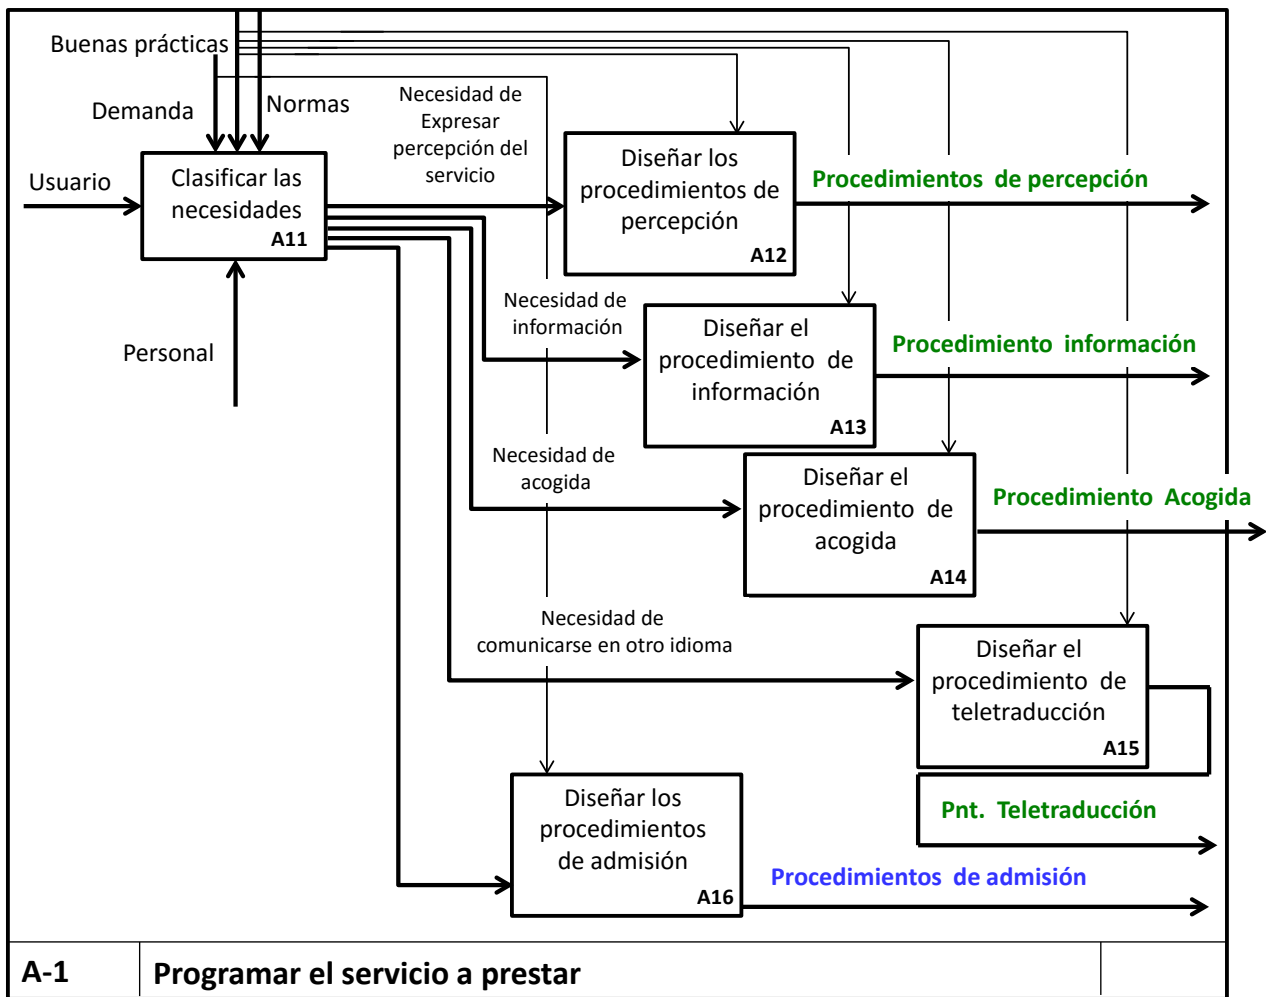 Buenas prácticas
Demanda
Normas
Necesidad de
Expresar
percepción del
servicio
Usuario
Clasificar las
necesidades
A11
Personal
Diseñar los
procedimientos de
percepción
A12
Procedimientos de percepción
Necesidad de
información
Diseñar el
procedimiento de
información
A13
Procedimiento información
Necesidad de
acogida
Diseñar el
procedimiento de
acogida
A14
Procedimiento Acogida
Necesidad de
comunicarse en otro idioma
Diseñar el
procedimiento de
teletraducción
A15
Pnt. Teletraducción
Diseñar los
procedimientos
de admisión
A16
Procedimientos de admisión
A-1
Programar el servicio a prestar